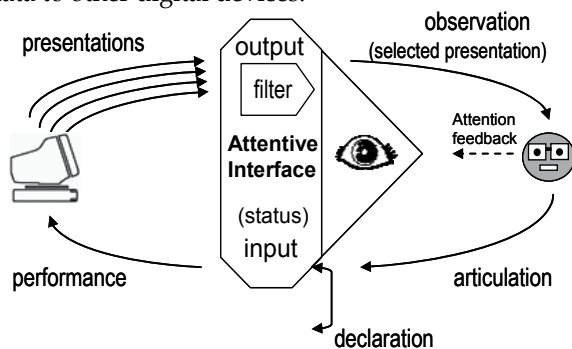 data to other digital devices.
presentations
output
filter
Attentive
Interface
(status)
input
observation
(selected presentation)
Attention
feedback
performance
articulation
declaration